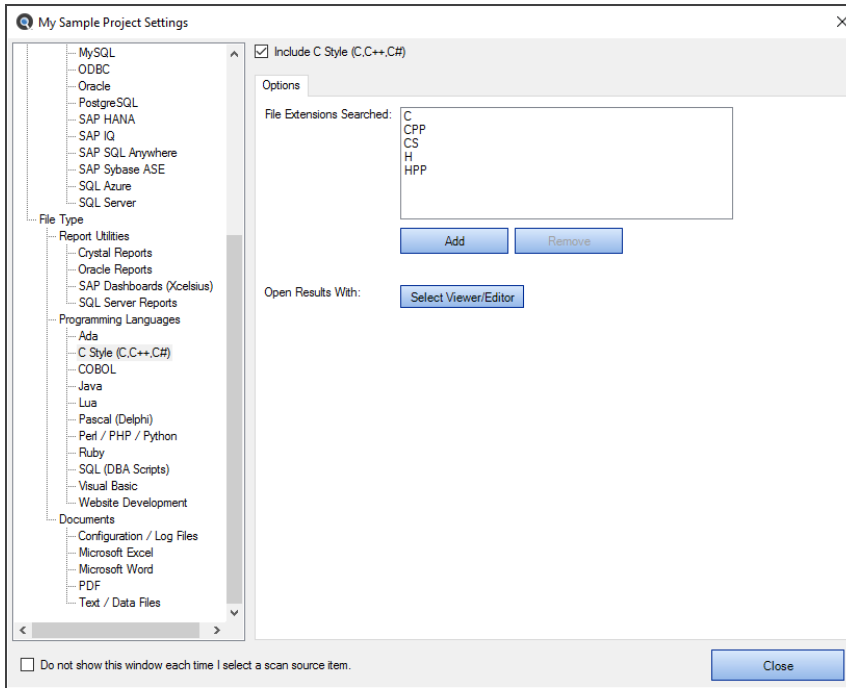 My Sample Project Settings
MySQL
ODBC
Oracle
PostgreSQL
SAP HANA
SAP IQ
SAP SQL Anywhere
SAP Sybase ASE
SQL Azure
SQL Server
File Type
Report Utilities
Crystal Reports
Oracle Reports
SAP Dashboards (Xcelsius)
SQL Server Reports
Programming Languages
Ada
C Style (C,C++,C#)
COBOL
Java
Lua
Pascal (Delphi)
Perl / PHP / Python
Ruby
SQL (DBA Scripts)
Visual Basic
Website Development
Documents
Configuration / Log Files
Microsoft Excel
Microsoft Word
PDF
Text / Data Files
Include C Style (C,C++,C#)
Options
File Extensions Searched:
C
CPP
CS
H
HPP
Add Remove
Open Results With: Select Viewer/Editor
Do not show this window each time I select a scan source item.
Close